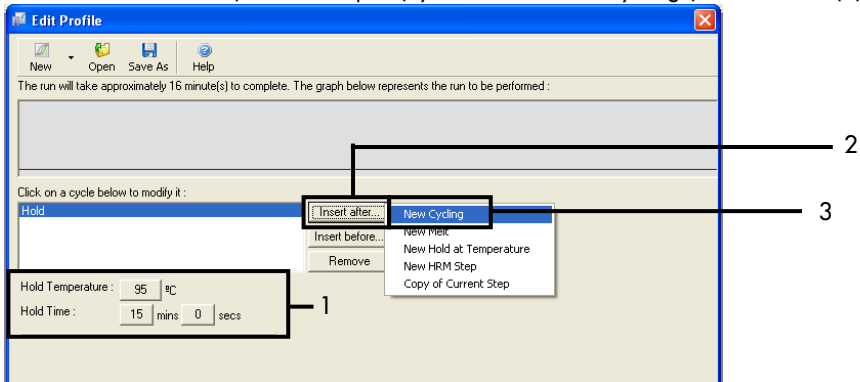 Edit Profile
New Open Save As Help
The run will take approximately 16 minute(s) to complete. The graph below represents the run to be performed :
2
Click on a cycle below to modify it :
Hold
Insert after...
New Cycling
3
Insert before...
New Melt
New Hold at Temperature
Remove
New HRM Step
Copy of Current Step
Hold Temperature : 95 ºC
Hold Time : 15 mins 0 secs
1